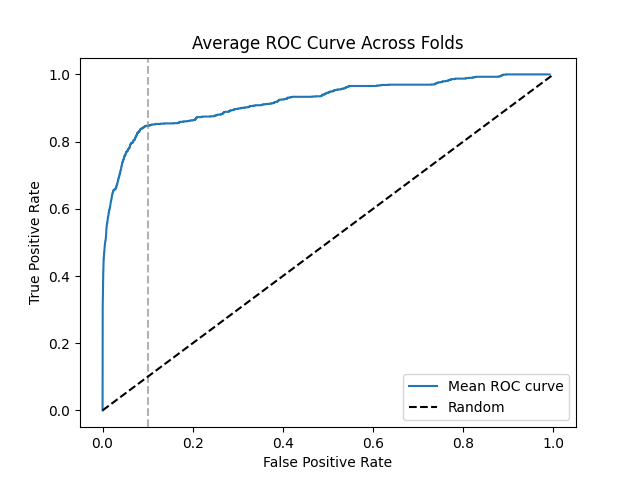 Average ROC Curve Across Folds
1.0
0.8
0.6
0.4
0.2
0.0
True Positive Rate
0.0 0.2 0.4 0.6 0.8 1.0
False Positive Rate
Mean ROC curve
Random